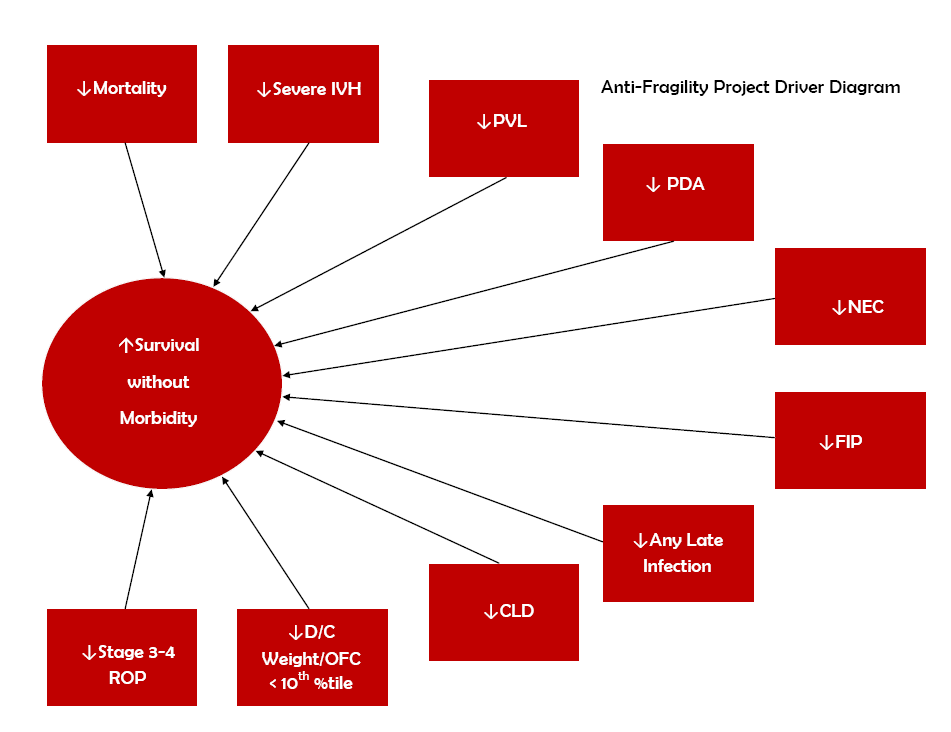 ↓Mortality
↓Severe IVH
Anti-Fragility Project Driver Diagram
↓PVL
↓ PDA
↓NEC
↑Survival
without
Morbidity
↓FIP
↓Any Late
Infection
↓CLD
↓D/C
Weight/OFC
< 10th %tile
↓Stage 3-4
ROP